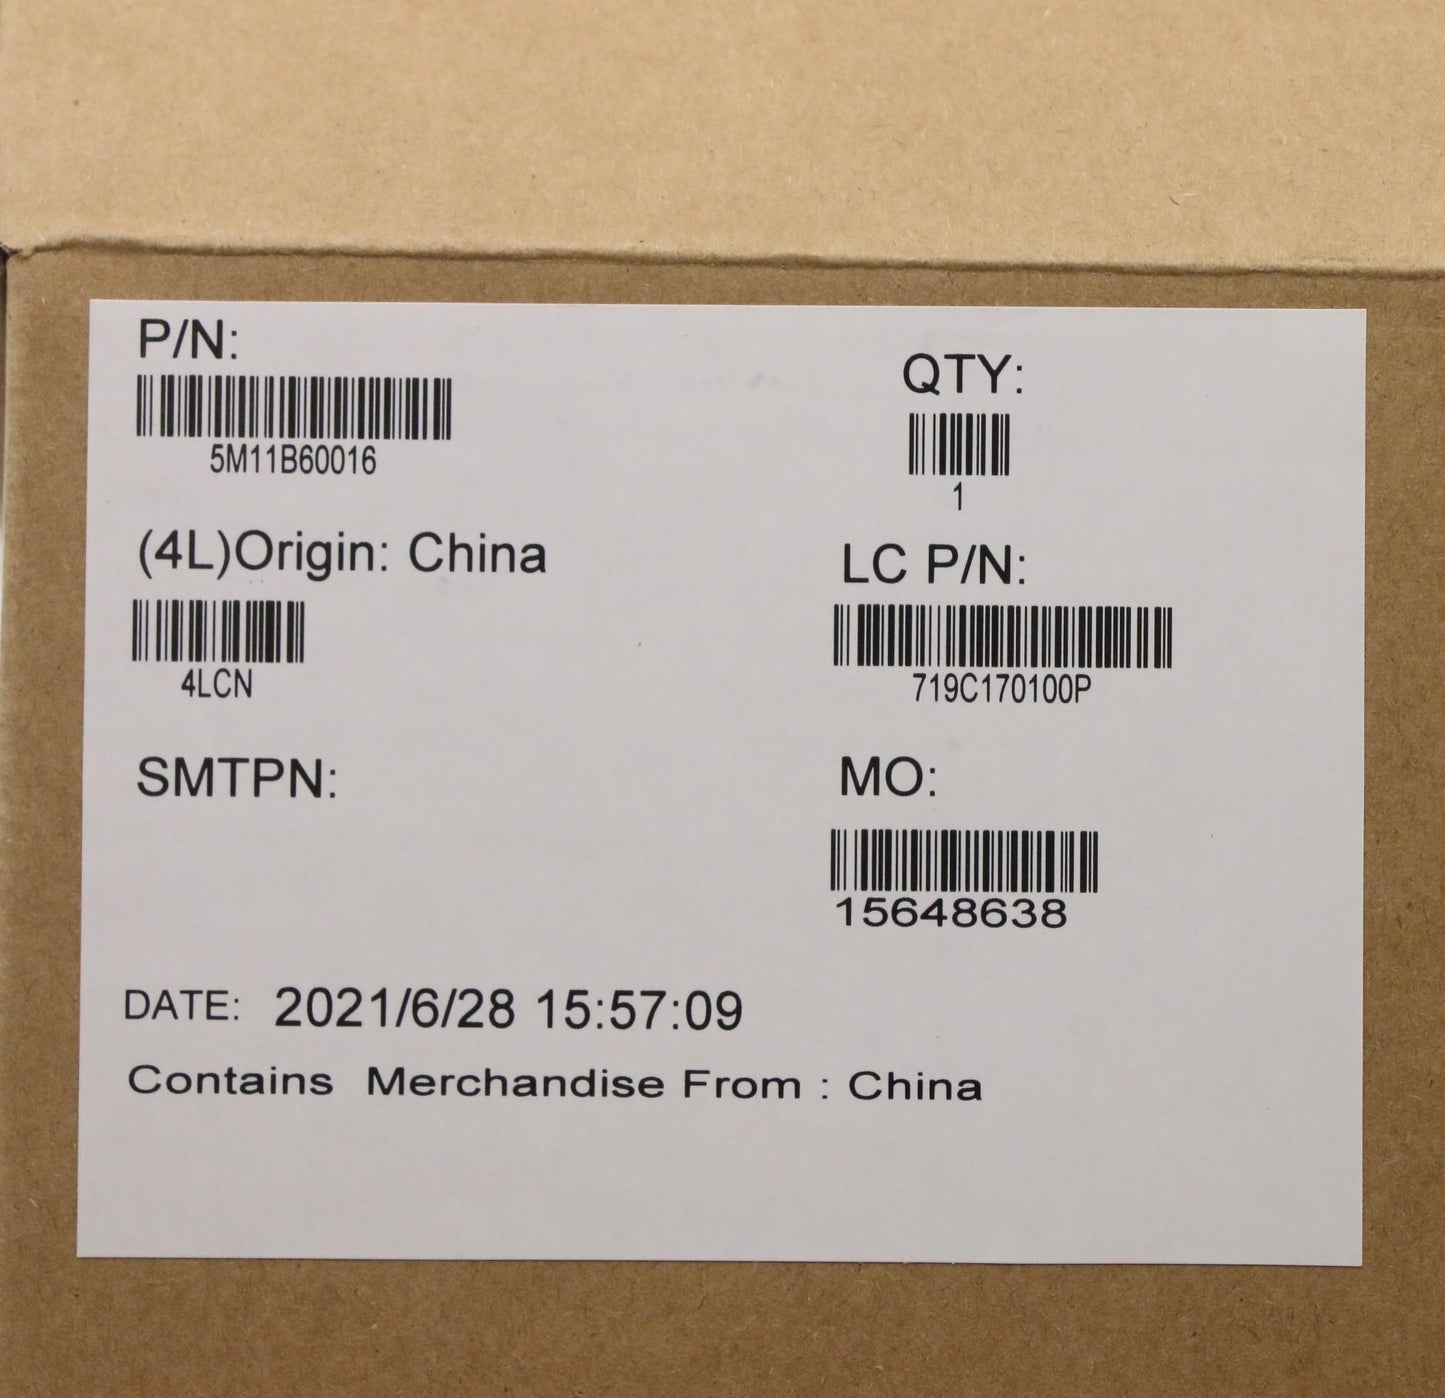 P/N:
5M11B60016
QTY:
1
(4L)Origin: China
4LCN
LC P/N:
719C170100P
SMTPN:
MO:
15648638
DATE: 2021/6/28 15:57:09
Contains Merchandise From : China